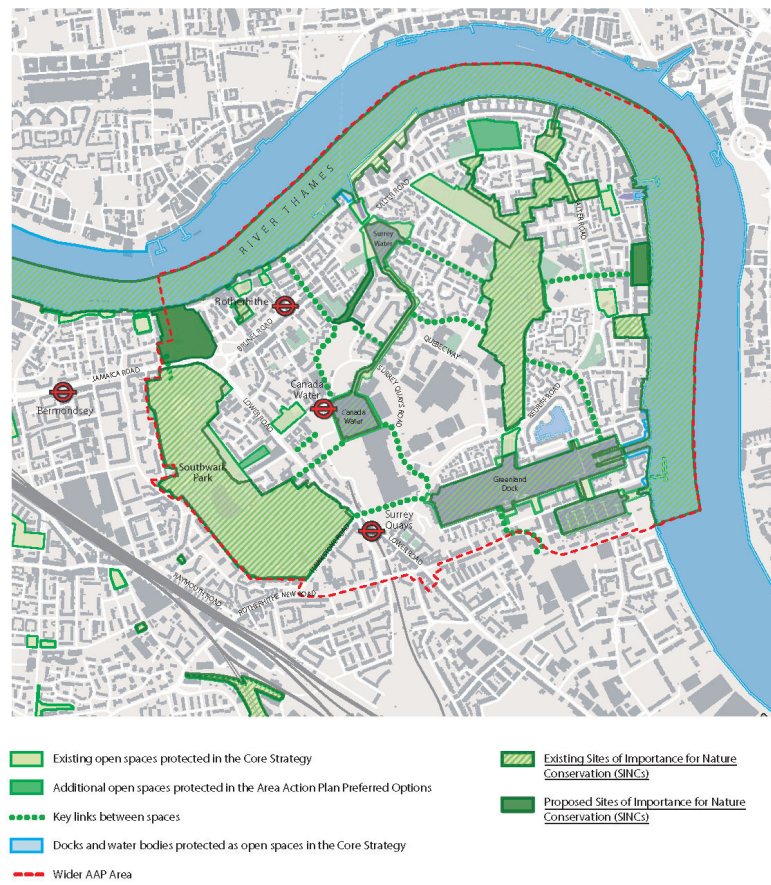 RIVER THAMES
SALTER ROAD
SALTER ROAD
Surrey
Water
Rotherhithe
BRUNEL ROAD
QUEBEC WAY
JAMAICA ROAD
Bermondsey
LOWER ROAD
Canada
Water
SURREY QUAYS ROAD
Canada
Water
REDRIFF ROAD
Southwark
Park
Greenland
Dock
Surrey
Quays
LOWER ROAD
RAYMOUTH ROAD
ROTHERHITHE NEW ROAD
Existing open spaces protected in the Core Strategy
Additional open spaces protected in the Area Action Plan Preferred Options
Key links between spaces
Docks and water bodies protected as open spaces in the Core Strategy
Wider AAP Area
Existing Sites of Importance for Nature
Conservation (SINCs)
Proposed Sites of Importance for Nature
Conservation (SINCs)